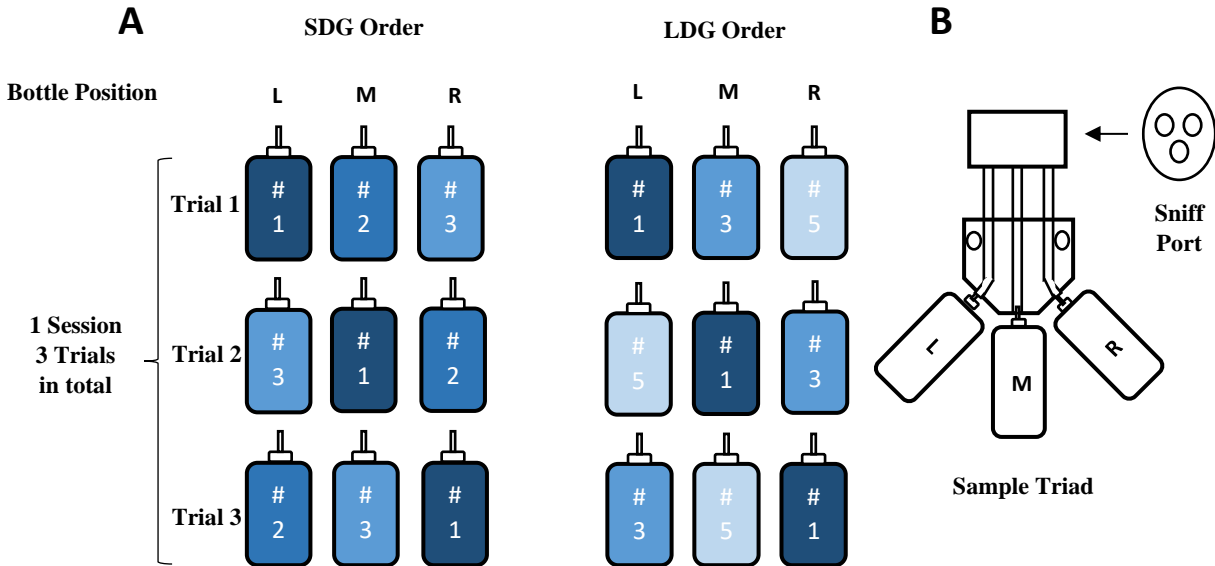 A
SDG Order
LDG Order
B
Bottle Position
L
M
R
L
M
R
Trial 1
#
1
#
2
#
3
#
1
#
3
#
5
Sniff
Port
1 Session
3 Trials
in total
Trial 2
#
3
#
1
#
2
#
5
#
1
#
3
L
M
R
Trial 3
#
2
#
3
#
1
#
3
#
5
#
1
Sample Triad